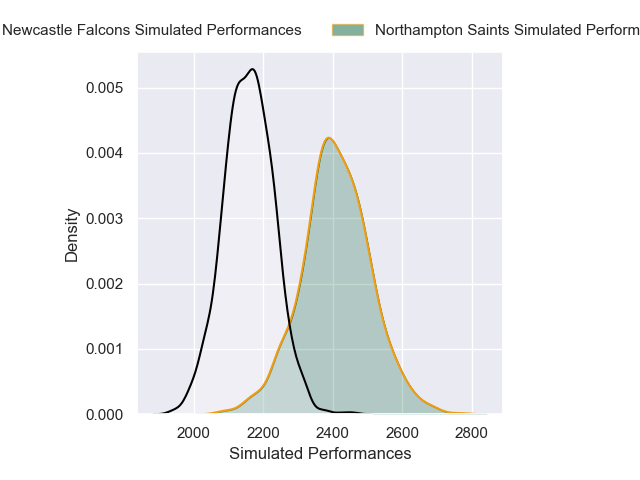 Newcastle Falcons Simulated Performances Northampton Saints Simulated Perform
0.005
0.004
0.003
0.002
0.001
0.000
Density
2000 2200 2400 2600 2800
Simulated Performances